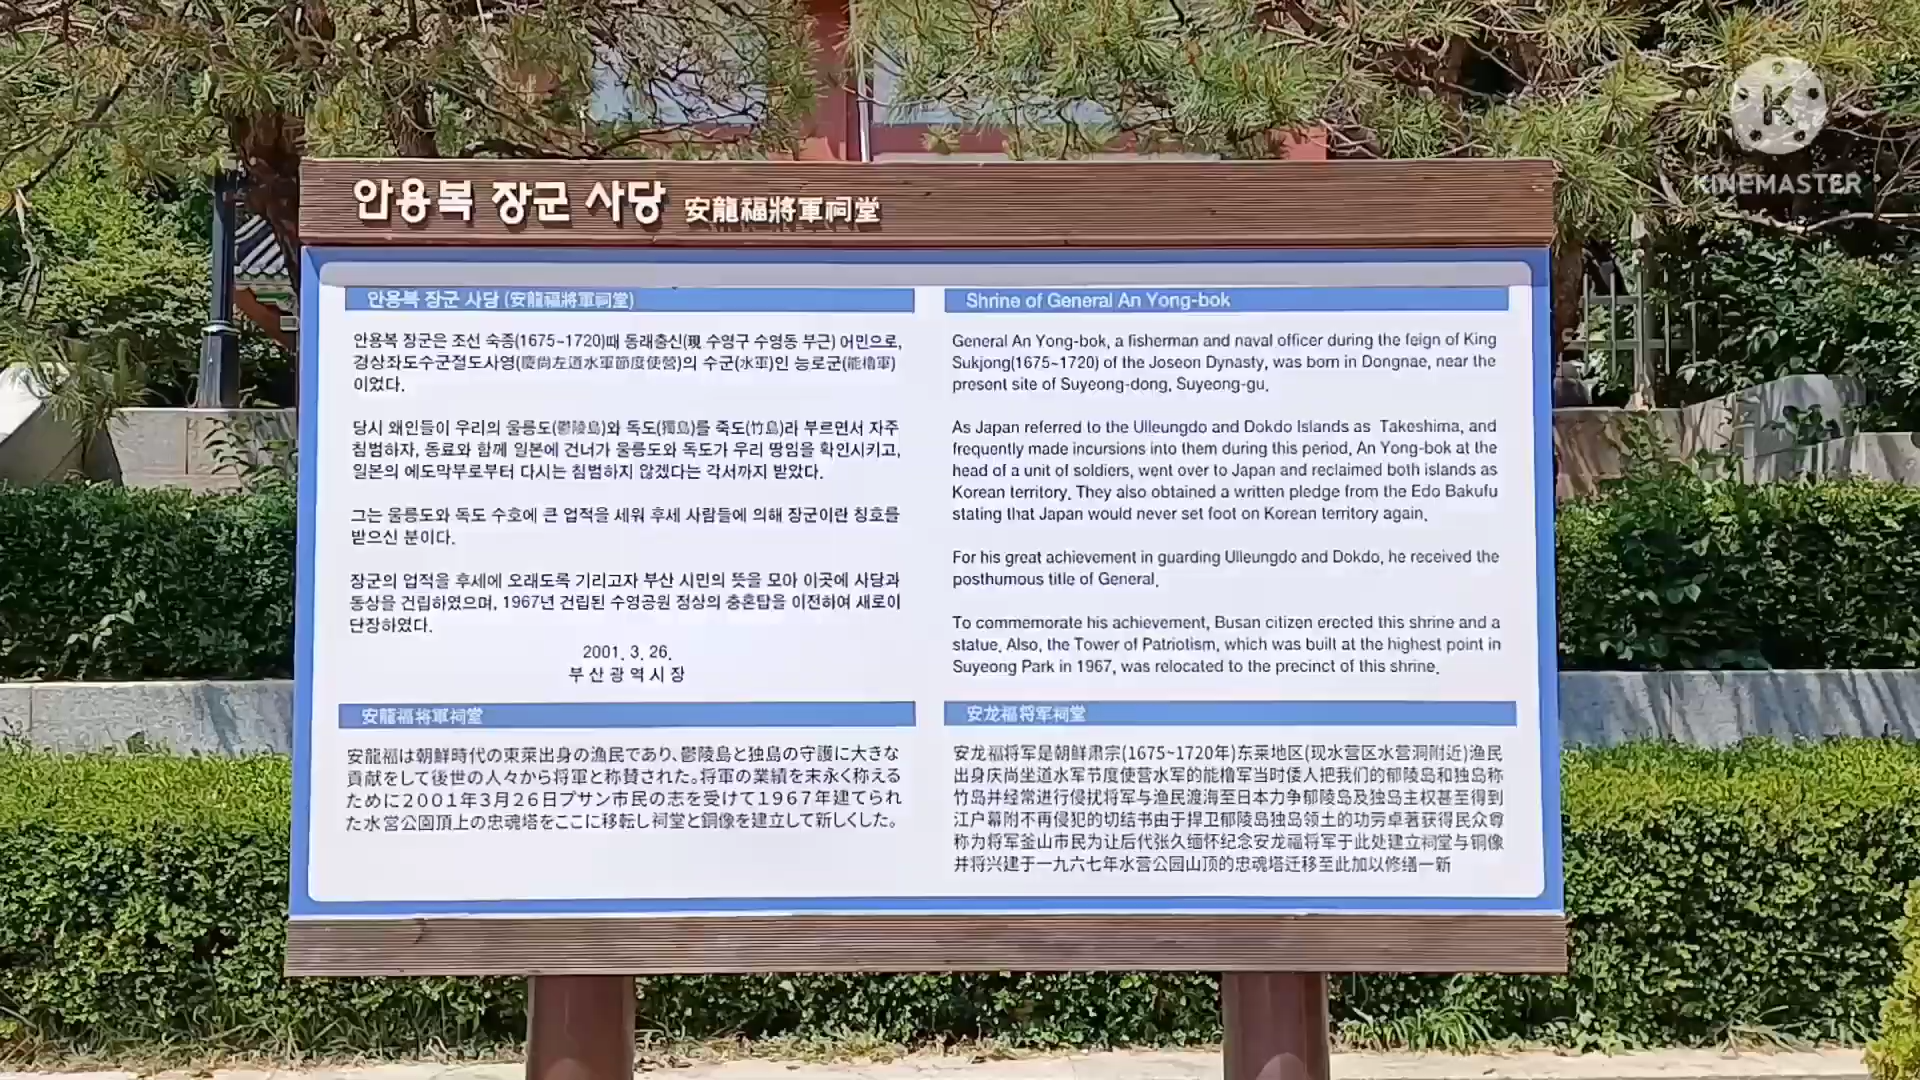 안용복 장군 사당 安龍福將軍祠堂
안용복 장군 사당 (安龍福將軍祠堂)
안용복 장군은 조선 숙종(1675~1720)때 동래출신(現 수영구 수영동 부근) 어민으로,
경상좌도수군절도사영(慶尙左道水軍節度使營)의 수군(水軍)인 능로군(能櫓軍)
이었다.
당시 왜인들이 우리의 울릉도(鬱陵島)와 독도(獨島)를 죽도(竹島)라 부르면서 자주
침범하자, 동료와 함께 일본에 건너가 울릉도와 독도가 우리 땅임을 확인시키고,
일본의 에도막부로부터 다시는 침범하지 않겠다는 각서까지 받았다.
그는 울릉도와 독도 수호에 큰 업적을 세워 후세 사람들에 의해 장군이란 칭호를
받으신 분이다.
장군의 업적을 후세에 오래도록 기리고자 부산 시민의 뜻을 모아 이곳에 사당과
동상을 건립하였으며, 1967년 건립된 수영공원 정상의 충혼탑을 이전하여 새로이
단장하였다.
2001. 3. 26.
부산광역시장
Shrine of General An Yong-bok
General An Yong-bok, a fisherman and naval officer during the feign of King
Sukjong(1675~1720) of the Joseon Dynasty, was born in Dongnae, near the
present site of Suyeong-dong, Suyeong-gu.
As Japan referred to the Ulleungdo and Dokdo Islands as Takeshima, and
frequently made incursions into them during this period, An Yong-bok at the
head of a unit of soldiers, went over to Japan and reclaimed both islands as
Korean territory. They also obtained a written pledge from the Edo Bakufu
stating that Japan would never set foot on Korean territory again.
For his great achievement in guarding Ulleungdo and Dokdo, he received the
posthumous title of General.
To commemorate his achievement, Busan citizen erected this shrine and a
statue. Also, the Tower of Patriotism, which was built at the highest point in
Suyeong Park in 1967, was relocated to the precinct of this shrine.
安龍福将軍祠堂
安龍福は朝鮮時代の東萊出身の漁民であり、鬱陵島と独島の守護に大きな
貢献をして後世の人々から将軍と称賛された。将軍の業績を末永く称える
ために２００１年３月２６日プサン市民の志を受けて１９６７年建てられ
た水営公園頂上の忠魂塔をここに移転し祠堂と銅像を建立して新しくした。
安龙福将军祠堂
安龙福将军是朝鲜肃宗(1675~1720年)东莱地区(现水营区水营洞附近)渔民
出身庆尚坐道水军节度使营水军的能橹军当时倭人把我们的郁陵岛和独岛称
竹岛并经常进行侵扰将军与渔民渡海至日本力争郁陵岛及独岛主权甚至得到
江户幕附不再侵犯的切结书由于捍卫郁陵岛独岛领土的功劳卓著获得民众尊
称为将军釜山市民为让后代张久缅怀纪念安龙福将军于此处建立祠堂与铜像
并将兴建于一九六七年水营公园山顶的忠魂塔迁移至此加以修缮一新
K
KINEMASTER